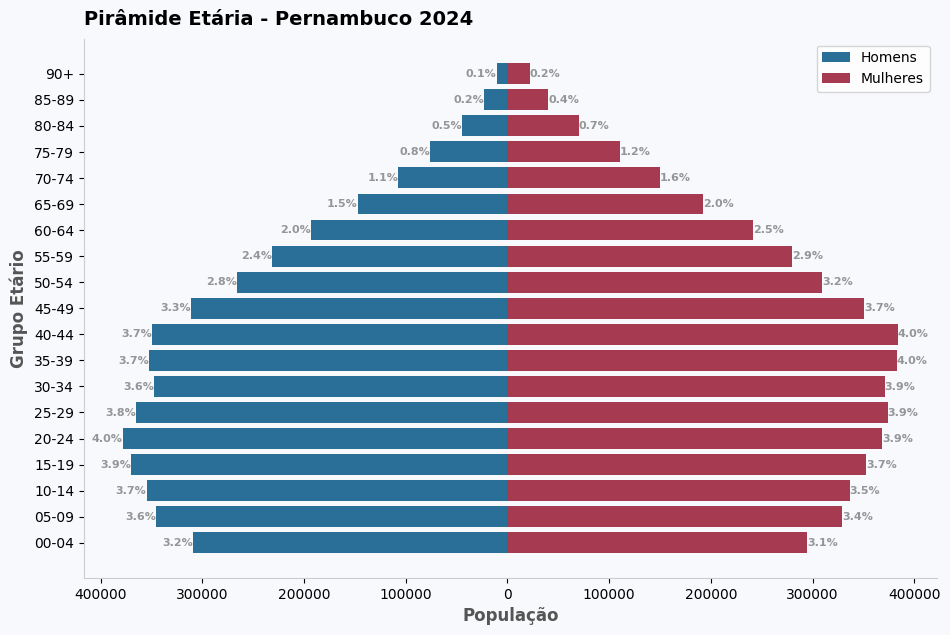 Pirâmide Etária - Pernambuco 2024
Homens
Mulheres
Grupo Etário
90+ 0.1% 0.2%
85-89 0.2% 0.4%
80-84 0.5% 0.7%
75-79 0.8% 1.2%
70-74 1.1% 1.6%
65-69 1.5% 2.0%
60-64 2.0% 2.5%
55-59 2.4% 2.9%
50-54 2.8% 3.2%
45-49 3.3% 3.7%
40-44 3.7% 4.0%
35-39 3.7% 4.0%
30-34 3.6% 3.9%
25-29 3.8% 3.9%
20-24 4.0% 3.9%
15-19 3.9% 3.7%
10-14 3.7% 3.5%
05-09 3.6% 3.4%
00-04 3.2% 3.1%
400000 300000 200000 100000 0 100000 200000 300000 400000
População